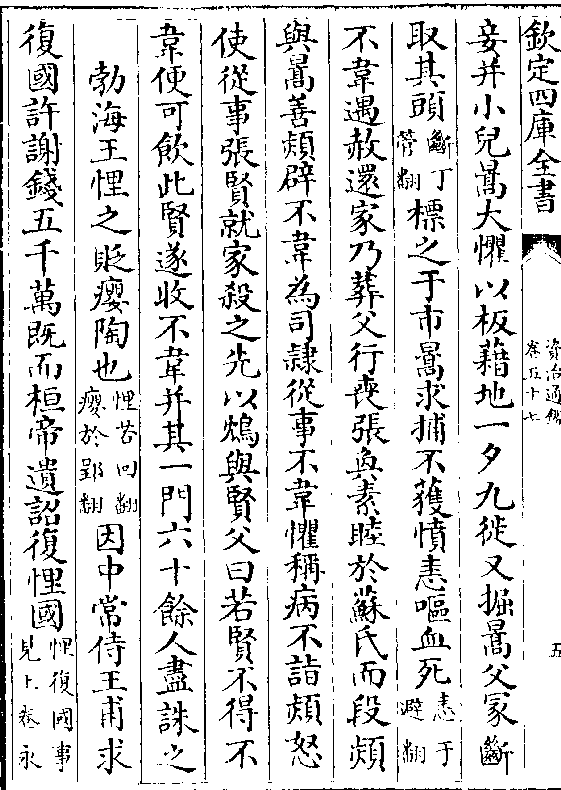 欽定四庫全書
資治通鑑
卷五十七
五
妾并小兒暠大懼以板藉地一夕九徙又掘暠父冡斷
取其頭斷丁管翻標之于市暠求捕不獲憤恚嘔血死恚于避翻
不韋遇赦還家乃葬父行喪張奐素睦於蘇氏而段熲
與暠善熲辟不韋為司隷從事不韋懼稱病不詣熲怒
使從事張賢就家殺之先以鴆與賢父曰若賢不得不
韋便可飲此賢遂收不韋并其一門六十餘人盡誅之
勃海王悝之貶癭陶也悝苦回翻癭於郢翻因中常侍王甫求
復國許謝錢五千萬既而桓帝遺詔復悝國悝復國事見上卷永